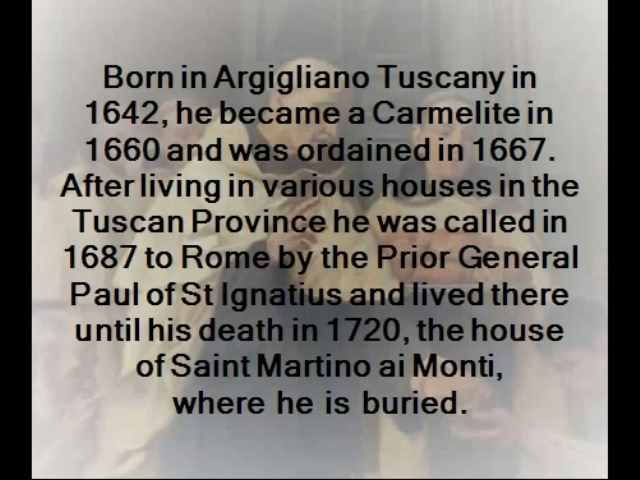 Born in Argigliano Tuscany in
1642, he became a Carmelite in
1660 and was ordained in 1667.
After living in various houses in the
Tuscan Province he was called in
1687 to Rome by the Prior General
Paul of St Ignatius and lived there
until his death in 1720, the house
of Saint Martino ai Monti,
where he is buried.